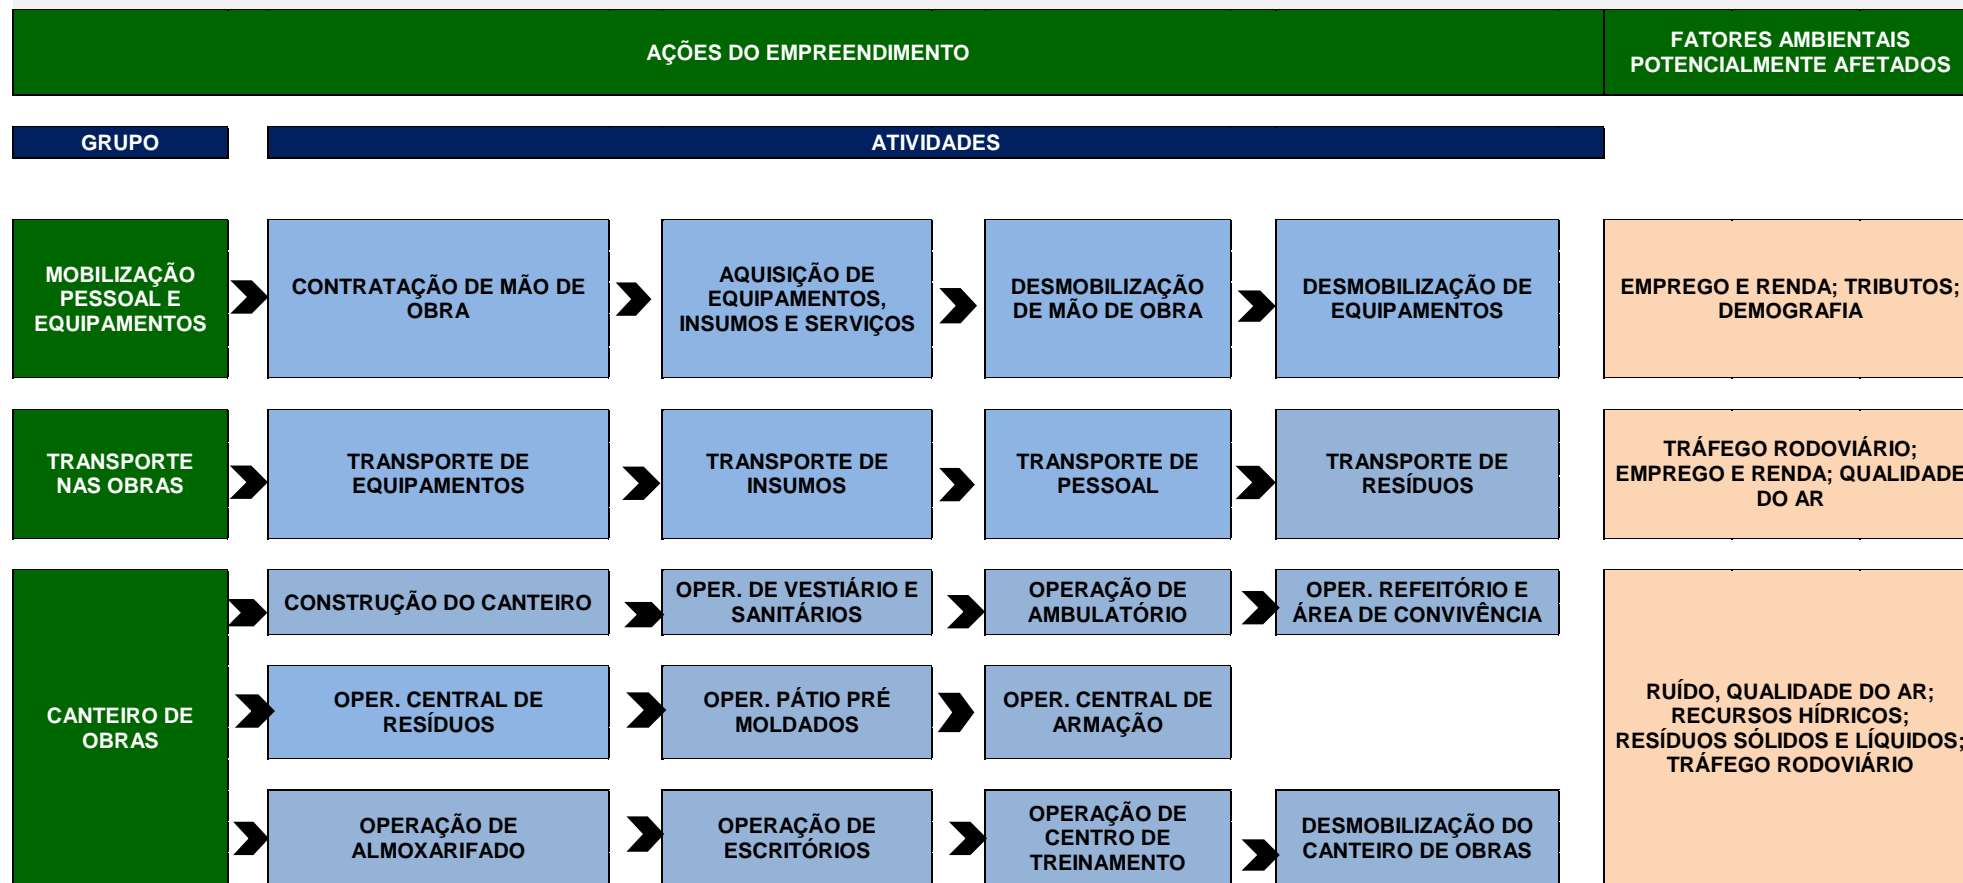 AÇÕES DO EMPREENDIMENTO
FATORES AMBIENTAIS
POTENCIALMENTE AFETADOS
GRUPO
ATIVIDADES
MOBILIZAÇÃO
PESSOAL E
EQUIPAMENTOS
CONTRATAÇÃO DE MÃO DE
OBRA
AQUISIÇÃO DE
EQUIPAMENTOS,
INSUMOS E SERVIÇOS
DESMOBILIZAÇÃO
DE MÃO DE OBRA
DESMOBILIZAÇÃO DE
EQUIPAMENTOS
EMPREGO E RENDA; TRIBUTOS;
DEMOGRAFIA
TRANSPORTE
NAS OBRAS
TRANSPORTE DE
EQUIPAMENTOS
TRANSPORTE DE
INSUMOS
TRANSPORTE DE
PESSOAL
TRANSPORTE DE
RESÍDUOS
TRÁFEGO RODOVIÁRIO;
EMPREGO E RENDA; QUALIDADE
DO AR
CANTEIRO DE
OBRAS
CONSTRUÇÃO DO CANTEIRO
OPER. DE VESTIÁRIO E
SANITÁRIOS
OPERAÇÃO DE
AMBULATÓRIO
OPER. REFEITÓRIO E
ÁREA DE CONVIVÊNCIA
OPER. CENTRAL DE
RESÍDUOS
OPER. PÁTIO PRÉ
MOLDADOS
OPER. CENTRAL DE
ARMAÇÃO
OPERAÇÃO DE
ALMOXARIFADO
OPERAÇÃO DE
ESCRITÓRIOS
OPERAÇÃO DE
CENTRO DE
TREINAMENTO
DESMOBILIZAÇÃO DO
CANTEIRO DE OBRAS
RUÍDO, QUALIDADE DO AR;
RECURSOS HÍDRICOS;
RESÍDUOS SÓLIDOS E LÍQUIDOS;
TRÁFEGO RODOVIÁRIO